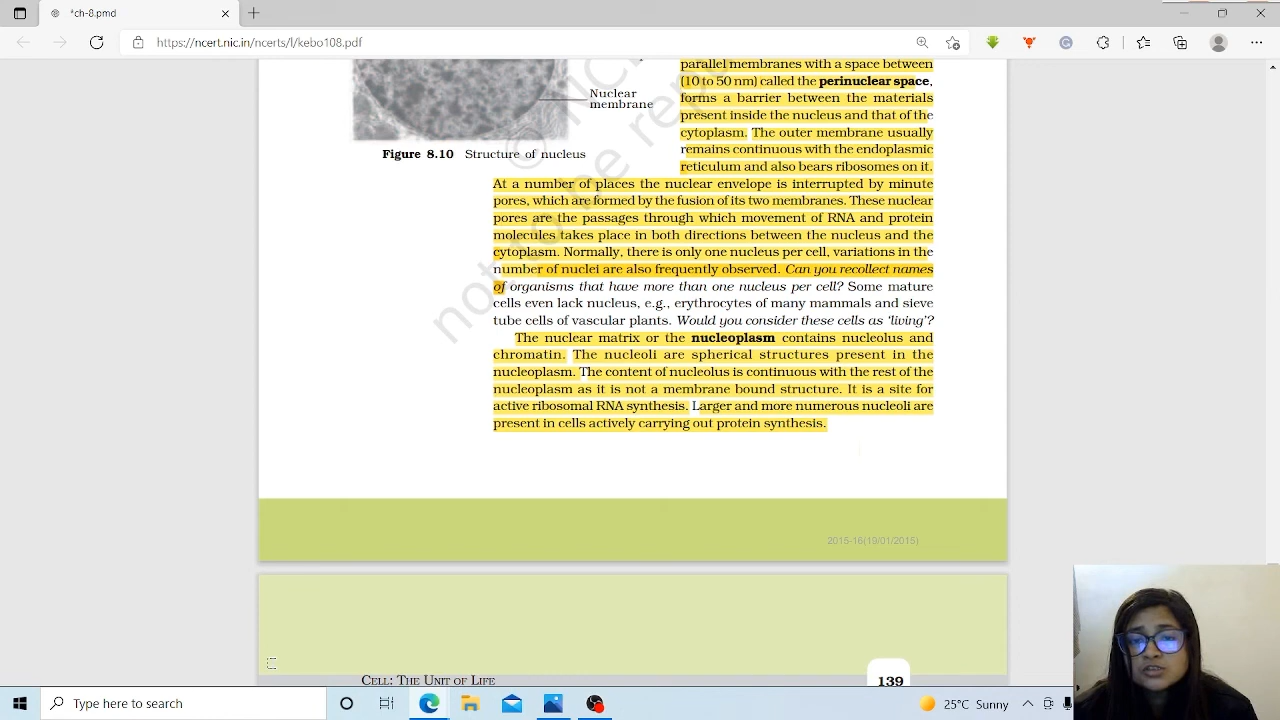 *ch-8.pmd
https://ncert.nic.in/ncerts/l/kebo108.pdf
parallel membranes with a space between
(10 to 50 nm) called the perinuclear space,
forms a barrier between the materials
present inside the nucleus and that of the
cytoplasm. The outer membrane usually
remains continuous with the endoplasmic
reticulum and also bears ribosomes on it.
Nuclear
membrane
Figure 8.10 Structure of nucleus
At a number of places the nuclear envelope is interrupted by minute
pores, which are formed by the fusion of its two membranes. These nuclear
pores are the passages through which movement of RNA and protein
molecules takes place in both directions between the nucleus and the
cytoplasm. Normally, there is only one nucleus per cell, variations in the
number of nuclei are also frequently observed. Can you recollect names
of organisms that have more than one nucleus per cell? Some mature
cells even lack nucleus, e.g., erythrocytes of many mammals and sieve
tube cells of vascular plants. Would you consider these cells as ‘living’?
The nuclear matrix or the nucleoplasm contains nucleolus and
chromatin. The nucleoli are spherical structures present in the
nucleoplasm. The content of nucleolus is continuous with the rest of the
nucleoplasm as it is not a membrane bound structure. It is a site for
active ribosomal RNA synthesis. Larger and more numerous nucleoli are
present in cells actively carrying out protein synthesis.
not to be rep
2015-16(19/01/2015)
CELL: THE UNIT OF LIFE
139
Type here to search
25°C Sunny